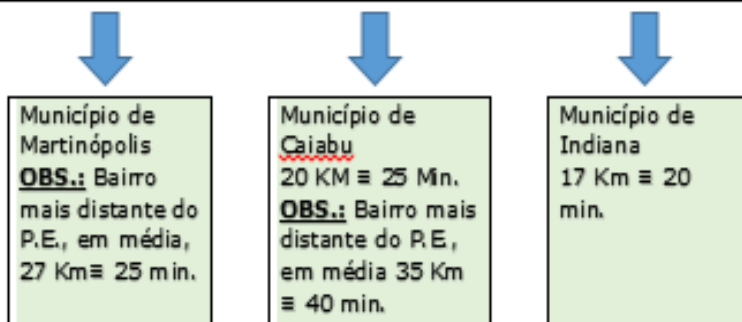 Município de
Martinópolis
OBS.: Bairro
mais distante do
P.E., em média,
27 Km≡ 25 min.
Município de
Caiabu
20 KM ≡ 25 Min.
OBS.: Bairro mais
distante do P.E.,
em média 35 Km
≡ 40 min.
Município de
Indiana
17 Km ≡ 20
min.